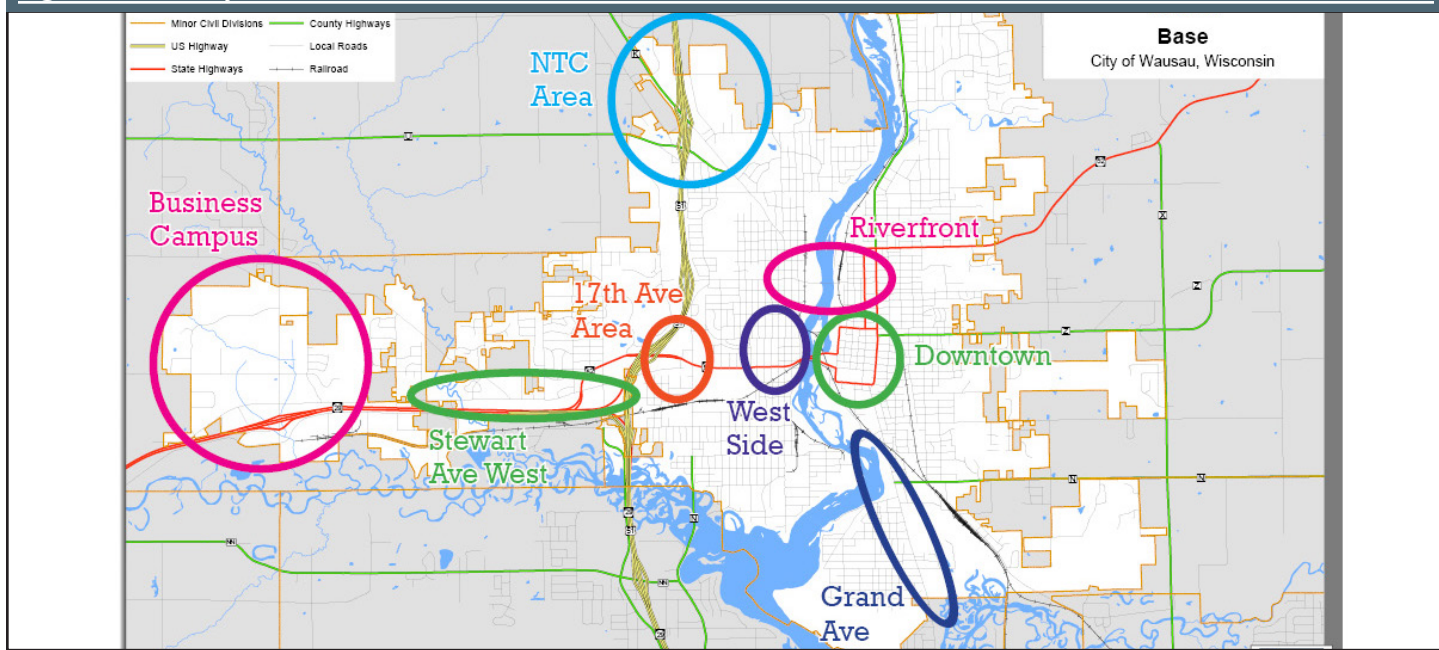 Minor Civil Divisions
County Highways
US Highway
Local Roads
State Highways
Railroad
Base
City of Wausau, Wisconsin
NTC
Area
Business
Campus
Riverfront
17th Ave
Area
Downtown
West
Side
Stewart
Ave West
Grand
Ave